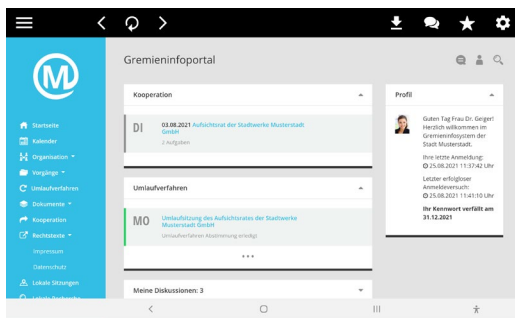 Gremieninfoportal
M
Startseite
Kalender
Organisation
Vorgänge
Umlaufverfahren
Dokumente
Kooperation
Rechtstexte
Impressum
Datenschutz
Lokale Sitzungen
Lokale Recherche
Kooperation
DI
03.08.2021 Aufsichtsrat der Stadtwerke Musterstadt
GmbH
2 Aufgaben
Umlaufverfahren
MO
Umlaufsitzung des Aufsichtsrates der Stadtwerke
Musterstadt GmbH
Umlaufverfahren Abstimmung erledigt
Meine Diskussionen: 3
Profil
Guten Tag Frau Dr. Geiger!
Herzlich willkommen im
Gremieninfosystem der
Stadt Musterstadt.
Ihre letzte Anmeldung:
25.08.2021 11:37:42 Uhr
Letzter erfolgloser
Anmeldeversuch:
25.08.2021 11:41:10 Uhr
Ihr Kennwort verfällt am
31.12.2021